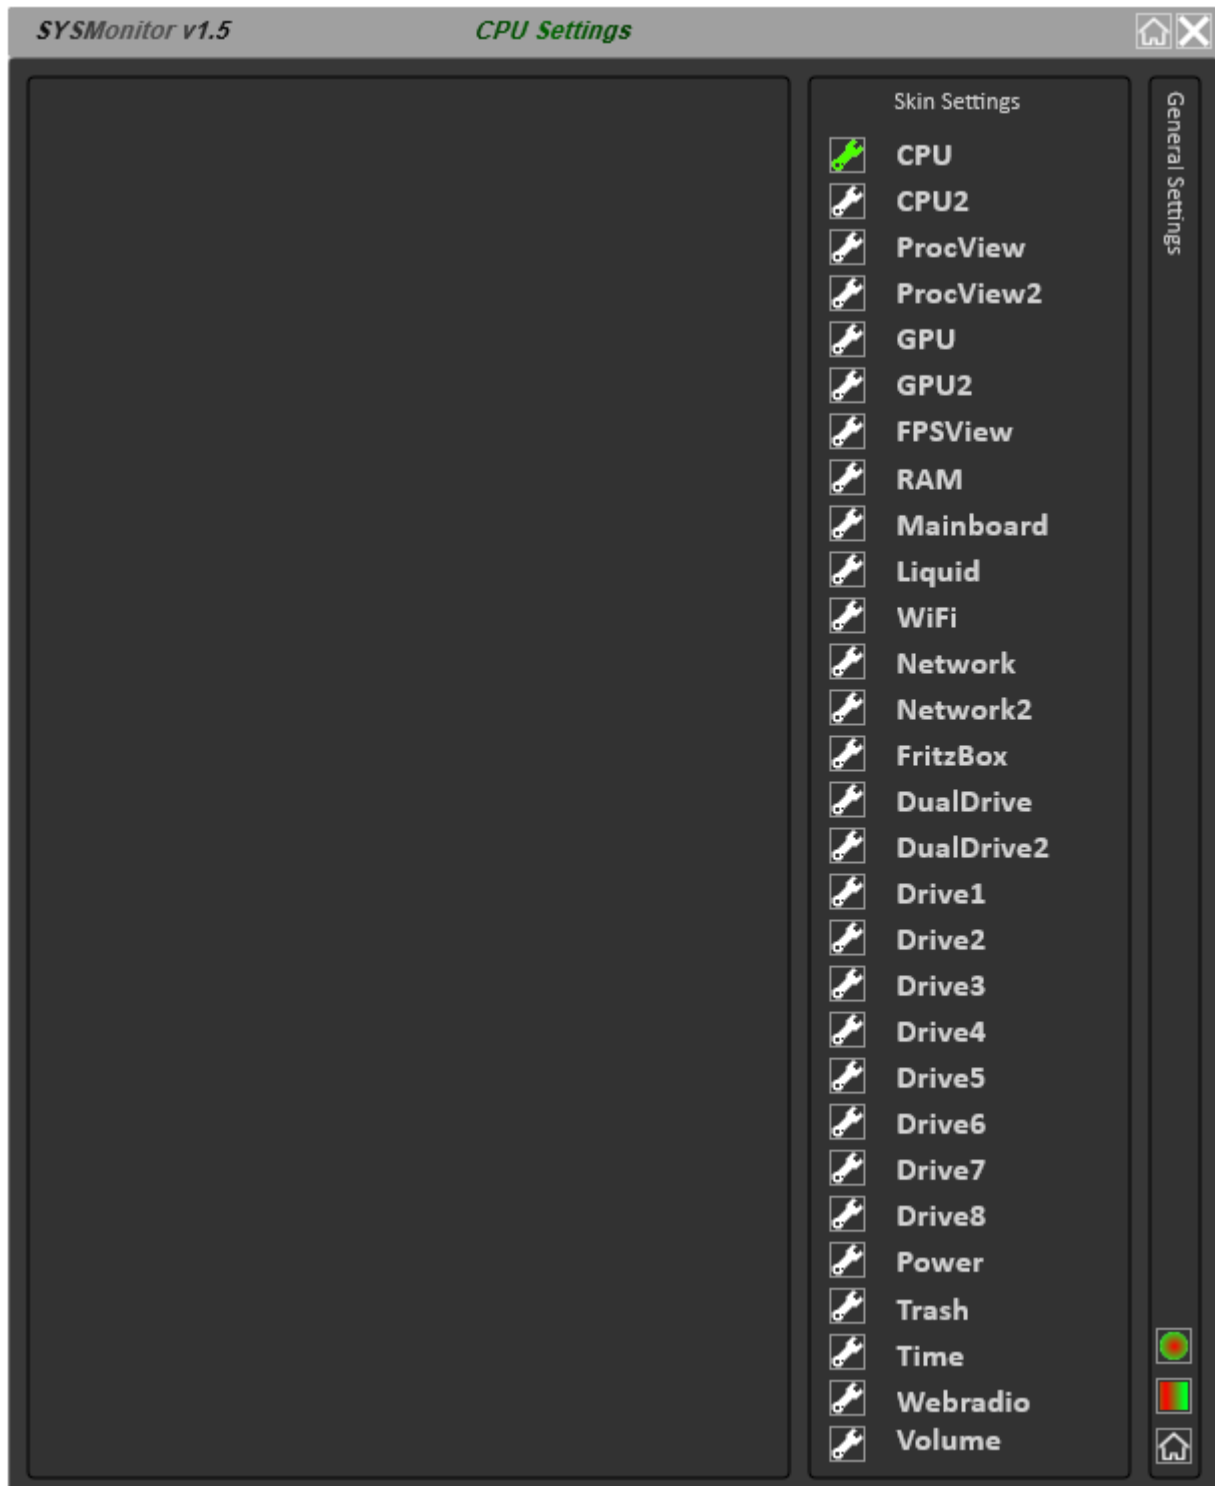 SYSMonitor v1.5
CPU Settings
Skin Settings
CPU
CPU2
ProcView
ProcView2
GPU
GPU2
FPSView
RAM
Mainboard
Liquid
WiFi
Network
Network2
FritzBox
DualDrive
DualDrive2
Drive1
Drive2
Drive3
Drive4
Drive5
Drive6
Drive7
Drive8
Power
Trash
Time
Webradio
Volume
General Settings